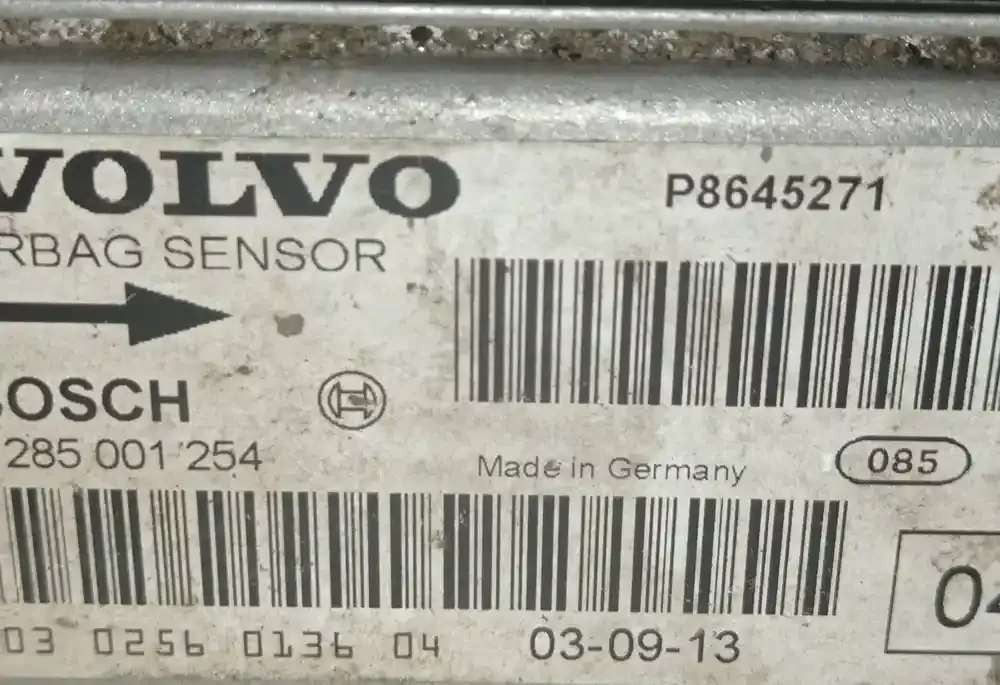 VOLVO
P8645271
RBAG SENSOR
OSCH
285 001 254
Made in Germany
085
04
03 0256 0136 04
03-09-13